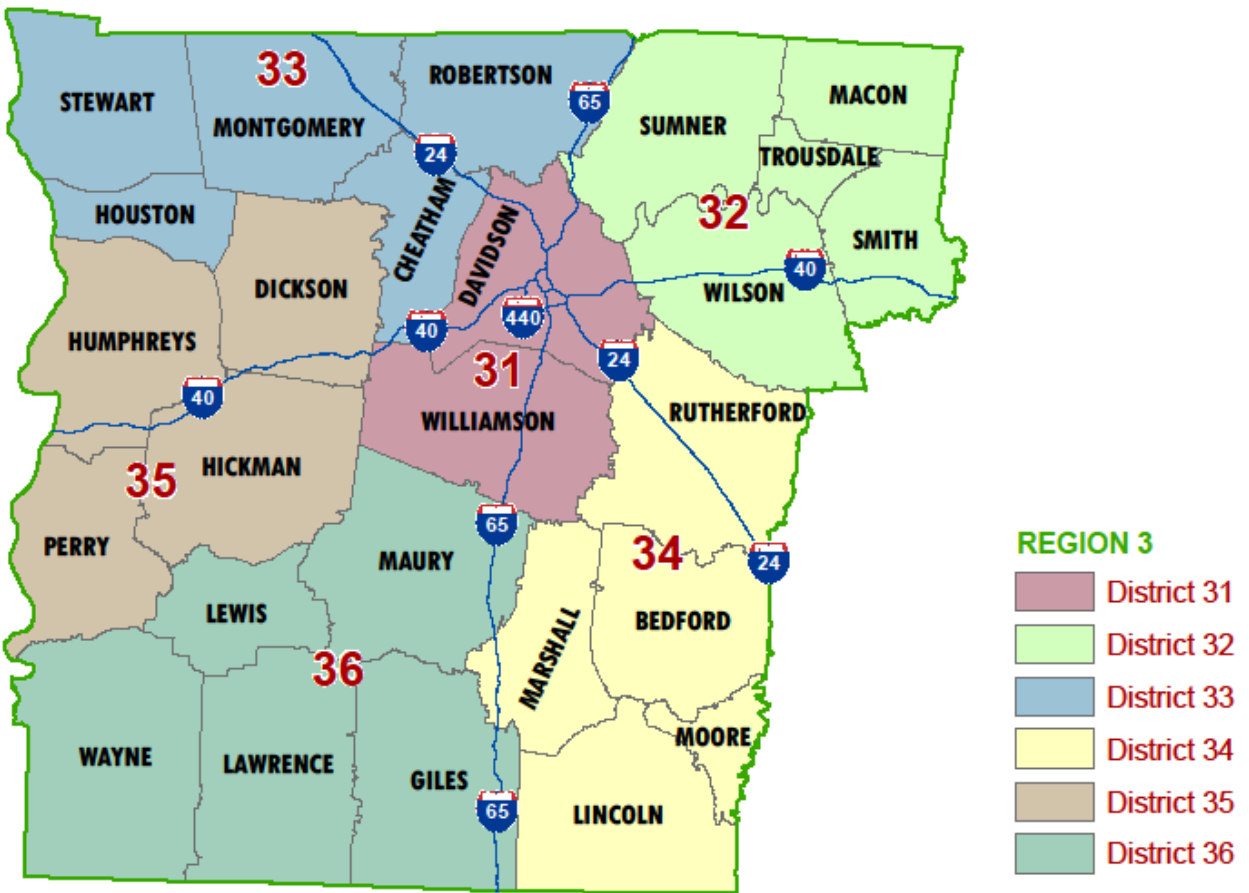 33
ROBERTSON
STEWART
MACON
65
SUMNER
MONTGOMERY
24
TROUSDALE
HOUSTON
CHEATHAM
32
DAVIDSON
SMITH
40
DICKSON
WILSON
440
HUMPHREYS
40
24
31
40
RUTHERFORD
WILLIAMSON
HICKMAN
35
65
PERRY
MAURY
34
24
REGION 3
District 31
LEWIS
BEDFORD
District 32
MARSHALL
36
District 33
MOORE
District 34
WAYNE
LAWRENCE
GILES
District 35
65
LINCOLN
District 36